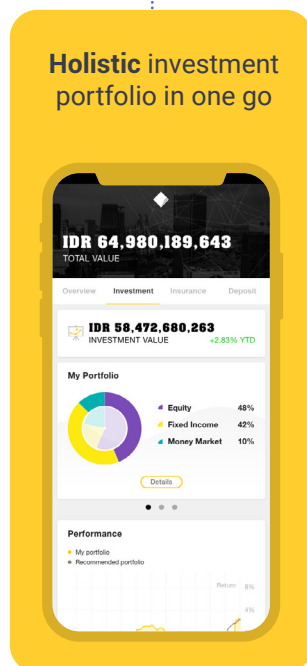 Holistic investment
portfolio in one go
IDR 64,980,189,643
TOTAL VALUE
Overview Investment Insurance Deposit
IDR 58,472,680,263
INVESTMENT VALUE +2.83% YTD
My Portfolio
Equity 48%
Fixed Income 42%
Money Market 10%
Details
Performance
My portfolio
Recommended portfolio
Return 6%
4%